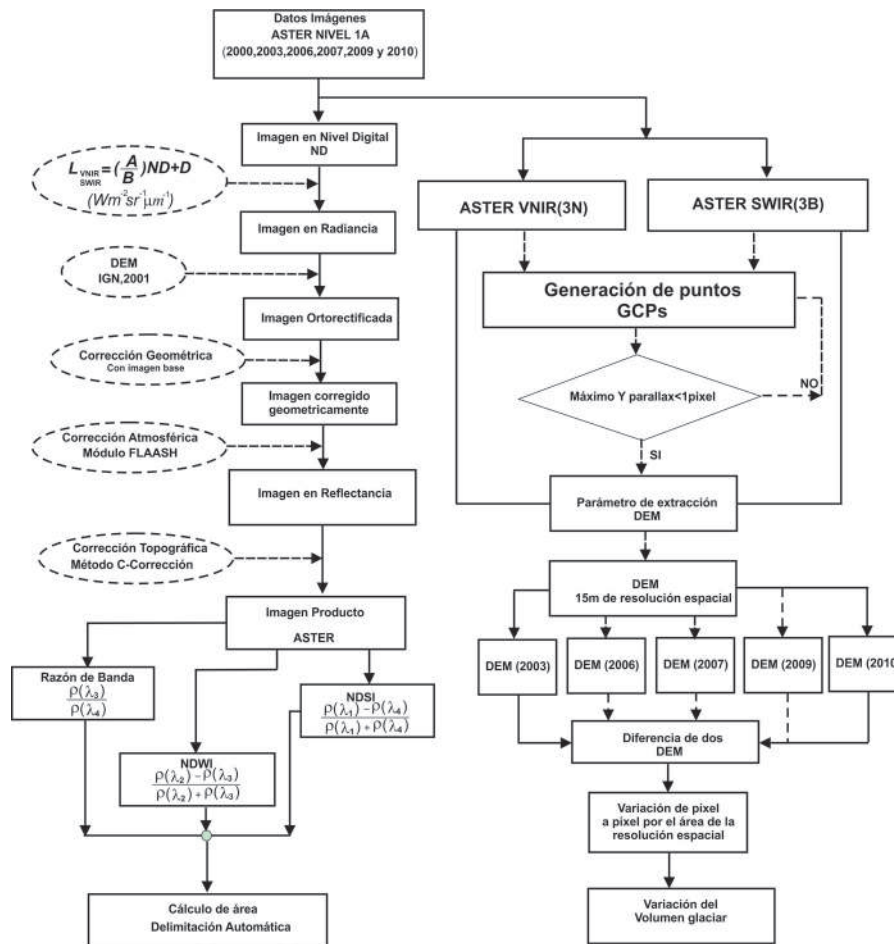 Datos Imágenes
ASTER NIVEL 1A
(2000,2003,2006,2007,2009 y 2010)
Imagen en Nivel Digital
ND
L VNIR SWIR = (A/B)ND+D
(Wm⁻²sr⁻¹μm⁻¹)
Imagen en Radiancia
DEM
IGN,2001
Imagen Ortorectificada
Corrección Geométrica
Con imagen base
Imagen corregido
geometricamente
Corrección Atmosférica
Módulo FLAASH
Imagen en Reflectancia
Corrección Topográfica
Método C-Corrección
Imagen Producto
ASTER
Razón de Banda
ρ(λ₃)
ρ(λ₄)
NDSI
ρ(λ₁) – ρ(λ₄)
ρ(λ₁) + ρ(λ₄)
NDWI
ρ(λ₂) – ρ(λ₃)
ρ(λ₂) + ρ(λ₃)
Cálculo de área
Delimitación Automática
ASTER VNIR(3N)
ASTER SWIR(3B)
Generación de puntos
GCPs
Máximo Y parallax<1pixel
NO
SI
Parámetro de extracción
DEM
DEM
15m de resolución espacial
DEM (2003)
DEM (2006)
DEM (2007)
DEM (2009)
DEM (2010)
Diferencia de dos
DEM
Variación de pixel
a píxel por el área de la
resolución espacial
Variación del
Volumen glaciar